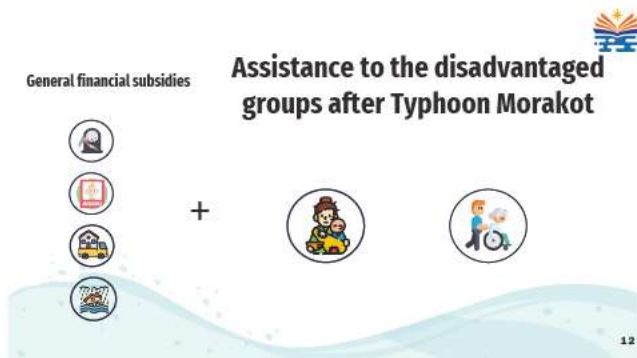 General financial subsidies
Assistance to the disadvantaged
groups after Typhoon Morakot
+
12